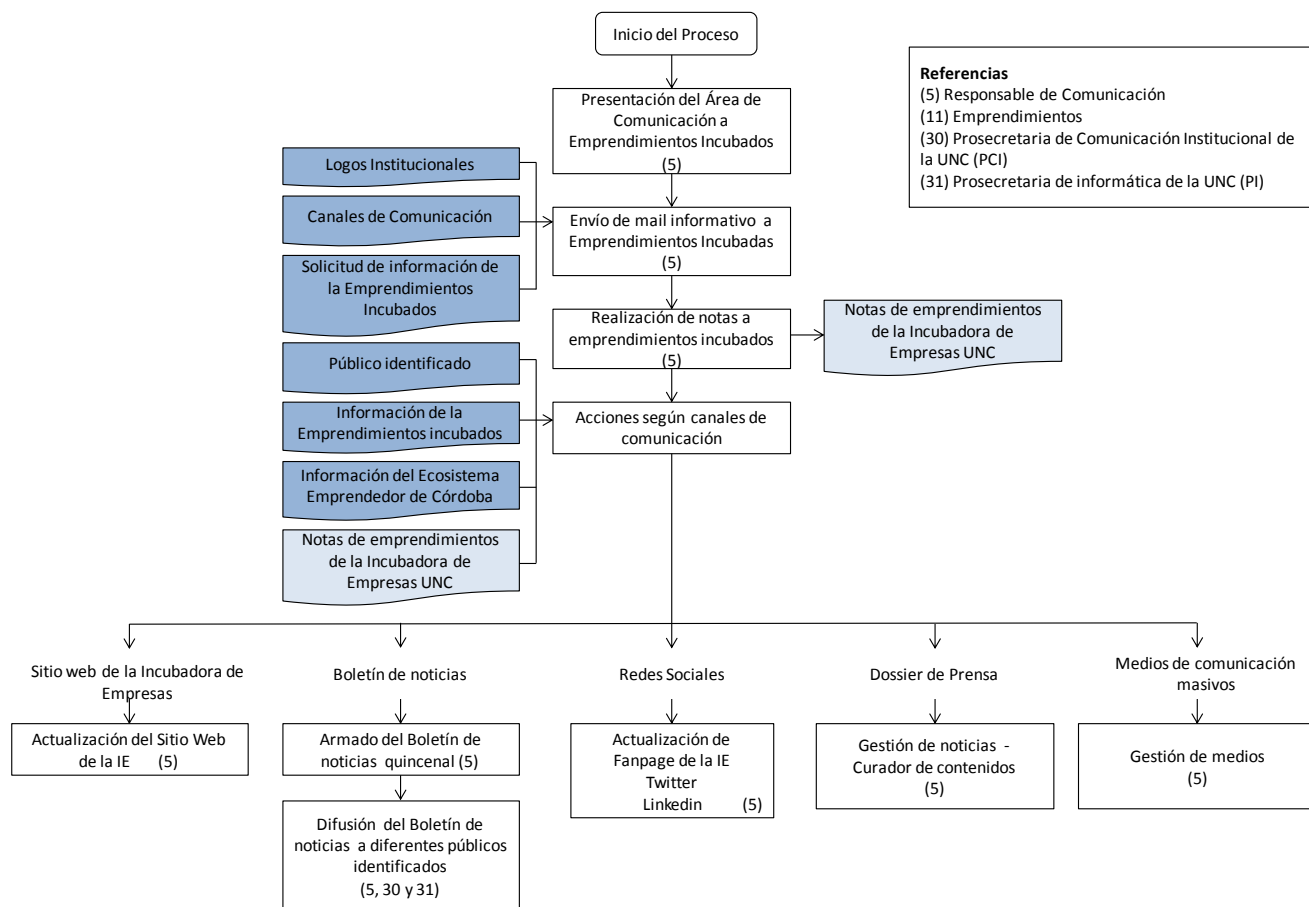 Inicio del Proceso
Referencias
(5) Responsable de Comunicación
(11) Emprendimientos
(30) Prosecretaria de Comunicación Institucional de
la UNC (PCI)
(31) Prosecretaria de informática de la UNC (PI)
Presentación del Área de
Comunicación a
Emprendimientos Incubados
(5)
Logos Institucionales
Canales de Comunicación
Solicitud de información de
la Emprendimientos
Incubados
Envío de mail informativo a
Emprendimientos Incubadas
(5)
Realización de notas a
emprendimientos incubados
(5)
Notas de emprendimientos
de la Incubadora de
Empresas UNC
Público identificado
Información de la
Emprendimientos incubados
Información del Ecosistema
Emprendedor de Córdoba
Notas de emprendimientos
de la Incubadora de
Empresas UNC
Acciones según canales de
comunicación
Sitio web de la Incubadora de
Empresas
Actualización del Sitio Web
de la IE (5)
Boletín de noticias
Armado del Boletín de
noticias quincenal (5)
Difusión del Boletín de
noticias a diferentes públicos
identificados
(5, 30 y 31)
Redes Sociales
Actualización de
Fanpage de la IE
Twitter
Linkedin (5)
Dossier de Prensa
Gestión de noticias -
Curador de contenidos
(5)
Medios de comunicación
masivos
Gestión de medios
(5)